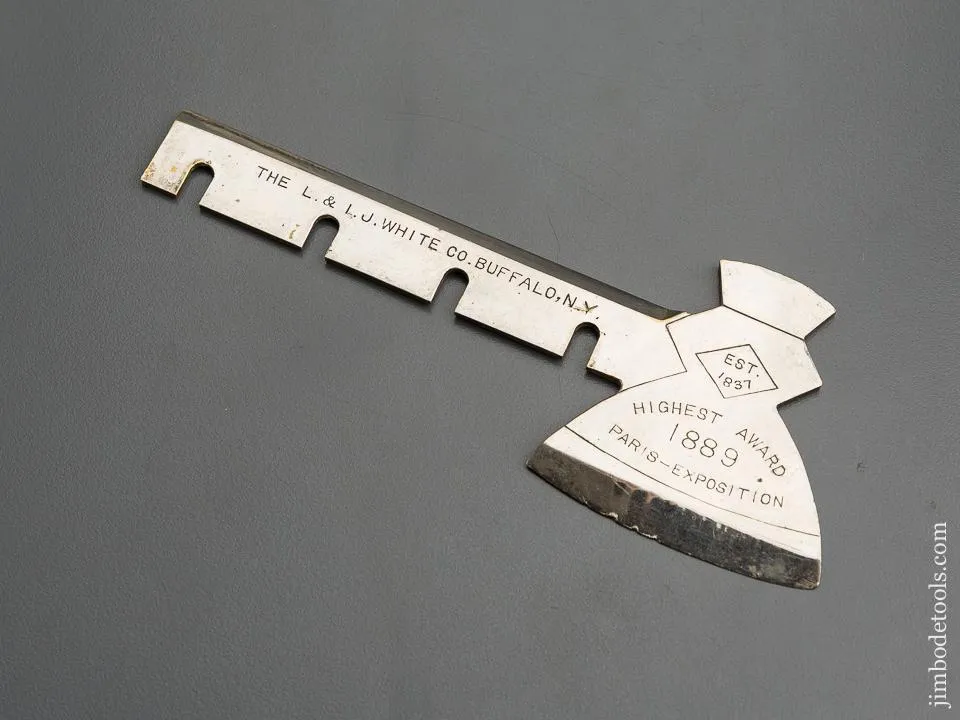 THE L. & I. J. WHITE CO. BUFFALO, N.Y.
EST.
1837
HIGHEST AWARD
1889
PARIS-EXPOSITION
jimbodetools.com